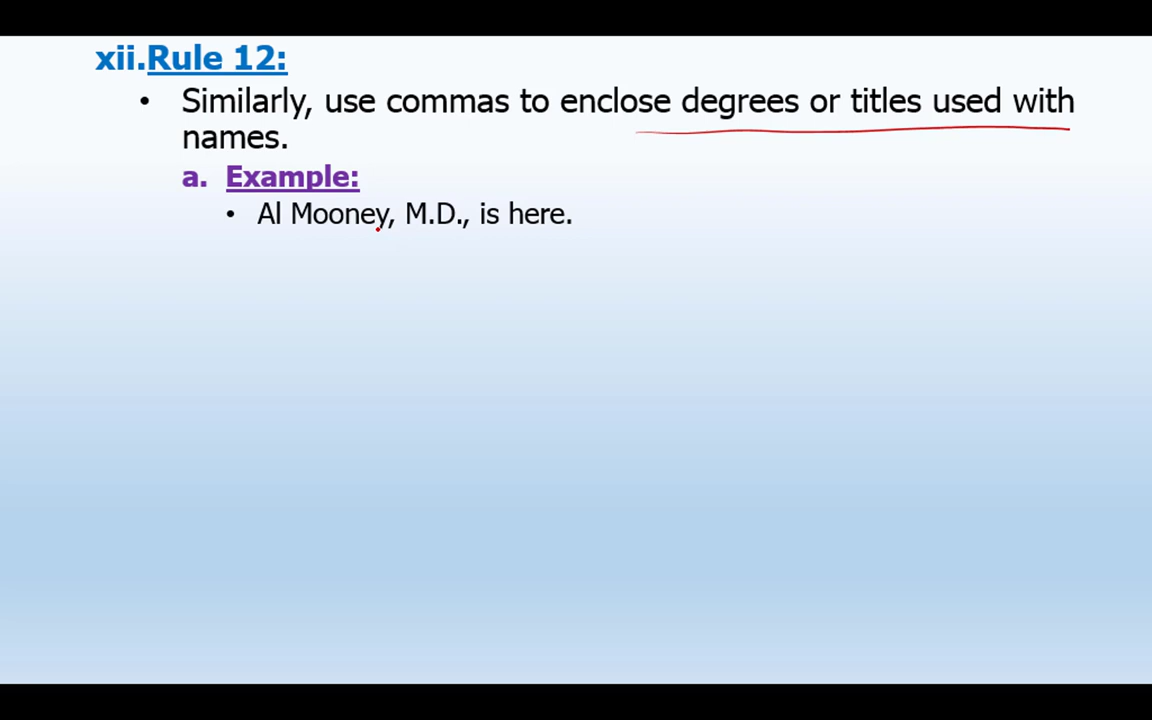 xii.Rule 12:
• Similarly, use commas to enclose degrees or titles used with
names.
a. Example:
• Al Mooney, M.D., is here.